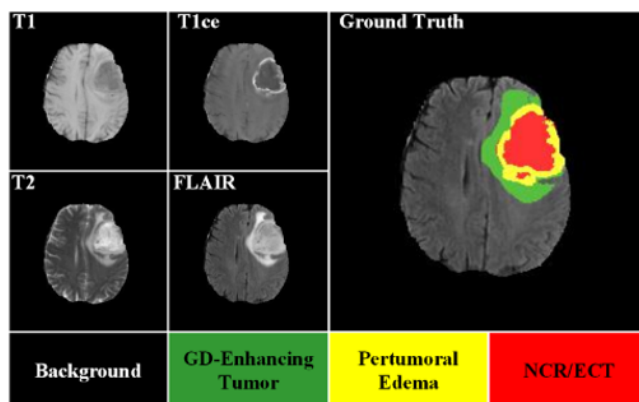 T1
T1ce
Ground Truth
T2
FLAIR
Background
GD-Enhancing
Tumor
Pertumoral
Edema
NCR/ECT